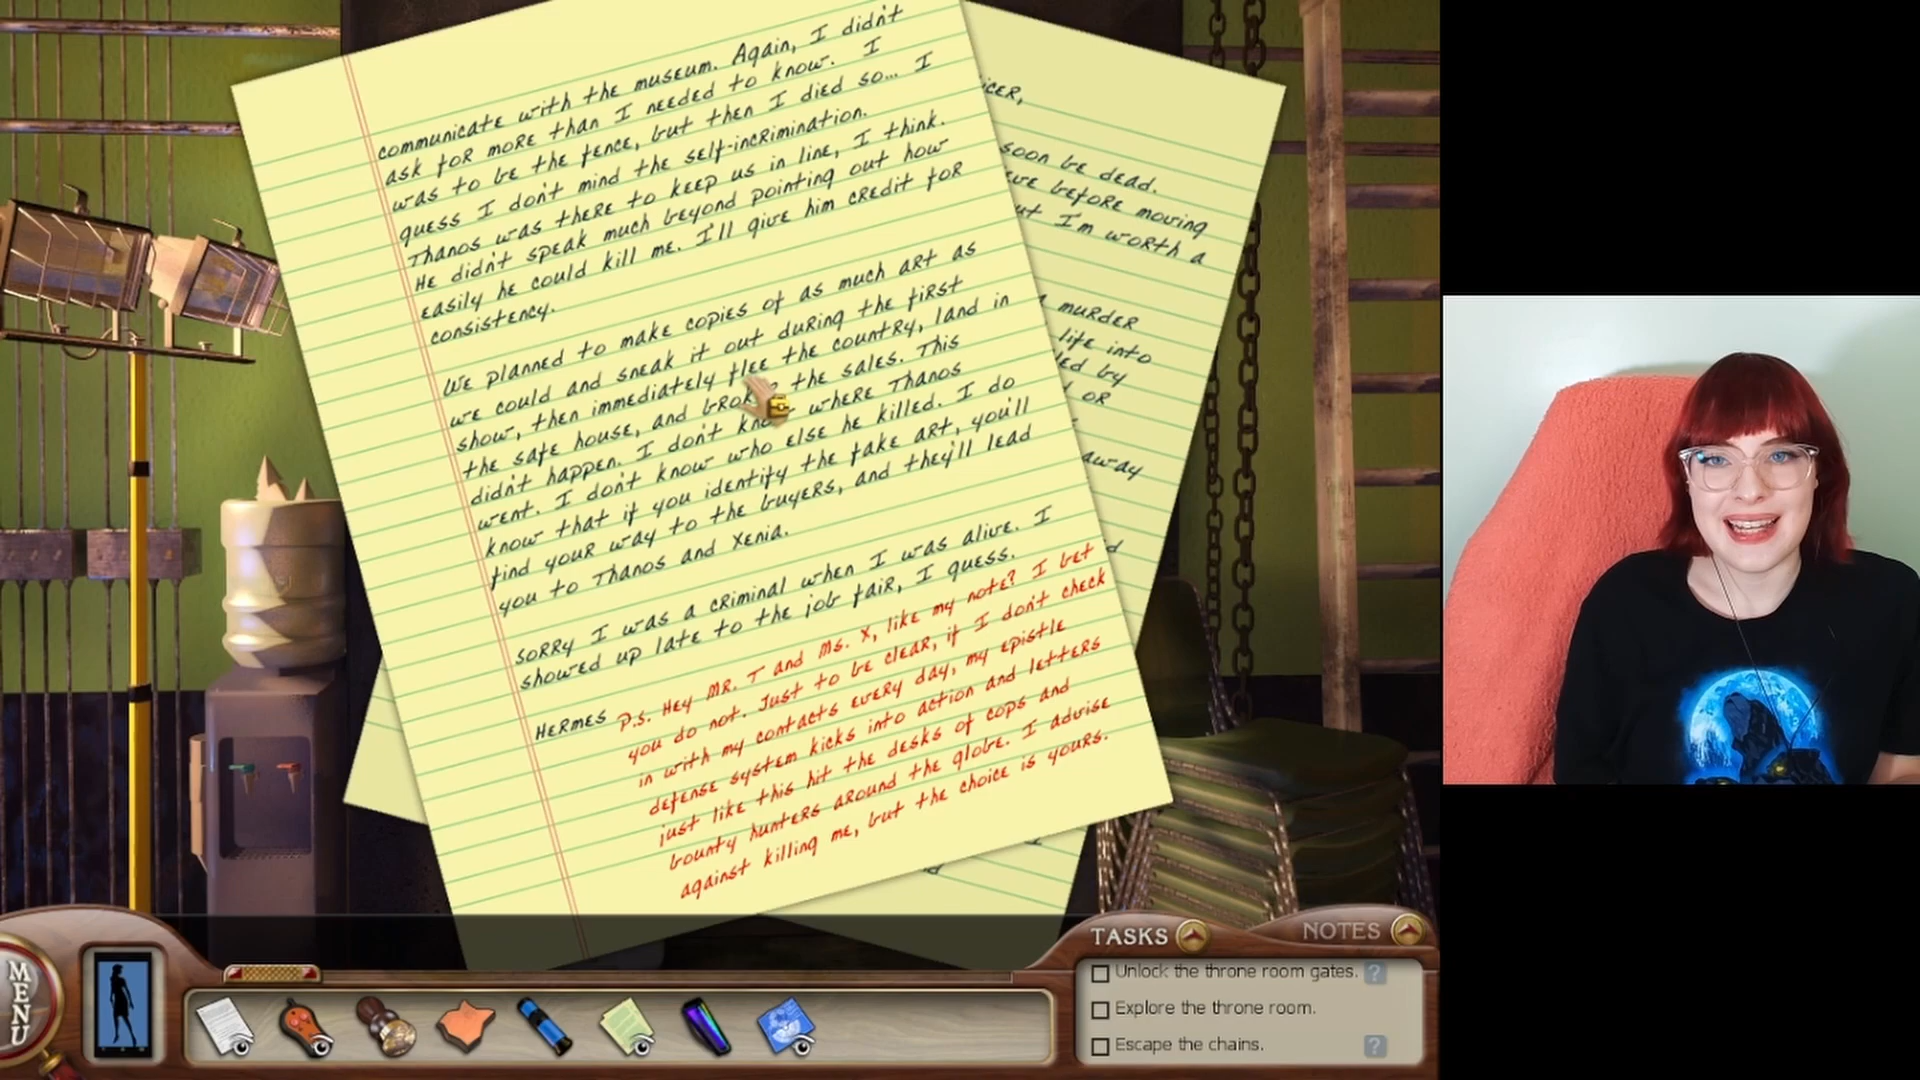 communicate with the museum. Again, I didn't
ask for more than I needed to know. I
was to be the fence, but then I died so... I
guess I don't mind the self-incrimination.
Thanos was there to keep us in line, I think.
He didn't speak much beyond pointing out how
easily he could kill me. I'll give him credit for
consistency.
We planned to make copies of as much art as
we could and sneak it out during the first
show, then immediately flee the country, land in
the safe house, and the sales. This
didn't happen. I don't where Thanos
went. I don't know who else he killed. I do
know that if you identify the fake art, you'll
find your way to the buyers, and they'll lead
you to Thanos and Xenia.
Sorry I was a criminal when I was alive. I
showed up late to the job fair, I guess.
Hermes
P.S. Hey Mr. T and Ms. X, like my note? I bet
you do not. Just to be clear, if I don't check
in with my contacts every day, my epistle
defense system kicks into action and letters
just like this hit the desks of cops and
bounty hunters around the globe. I advise
against killing me, but the choice is yours.
soon be dead.
before moving
I'm worth a
murder
life into
by
or
away
MENU
TASKS
NOTES
Unlock the throne room gates. ?
Explore the throne room.
Escape the chains. ?